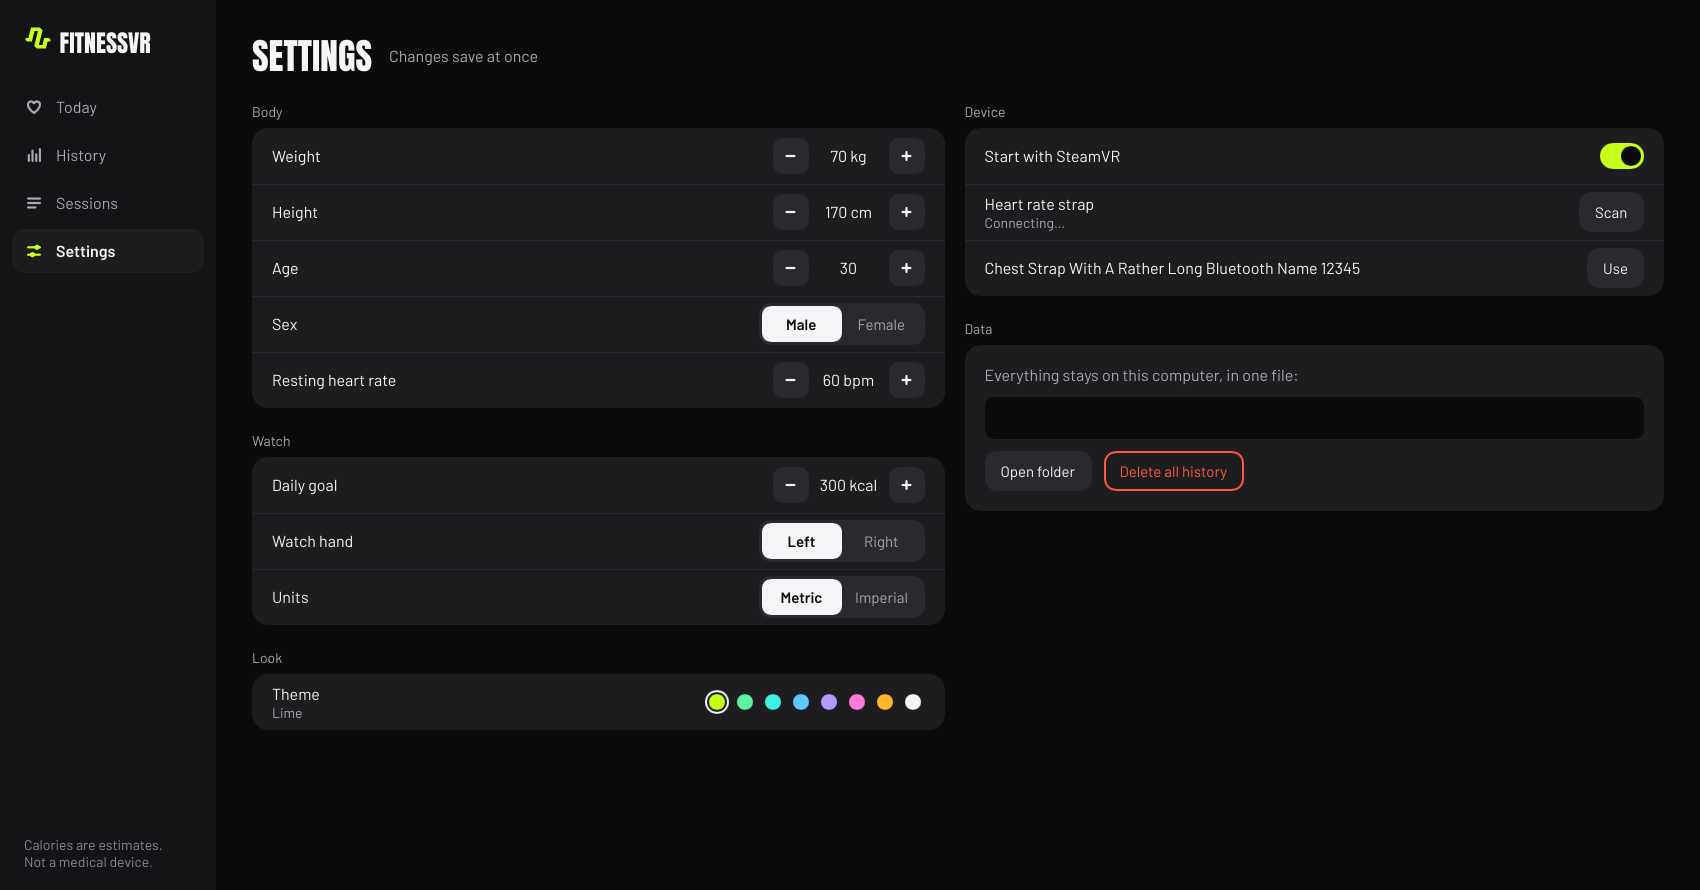 FITNESSVR
Today
History
Sessions
Settings
Calories are estimates.
Not a medical device.
SETTINGS Changes save at once
Body
Weight − 70 kg +
Height − 170 cm +
Age − 30 +
Sex Male Female
Resting heart rate − 60 bpm +
Watch
Daily goal − 300 kcal +
Watch hand Left Right
Units Metric Imperial
Look
Theme
Lime
Device
Start with SteamVR
Heart rate strap
Connecting...
Scan
Chest Strap With A Rather Long Bluetooth Name 12345 Use
Data
Everything stays on this computer, in one file:
Open folder Delete all history